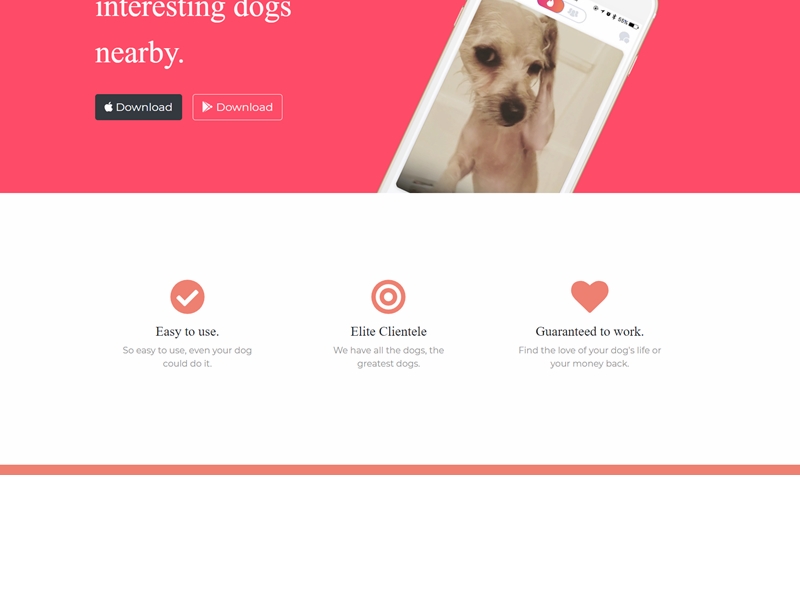 interesting dogs
nearby.
Download
Download
55%
Easy to use.
Elite Clientele
Guaranteed to work.
So easy to use, even your dog
could do it.
We have all the dogs, the
greatest dogs.
Find the love of your dog's life or
your money back.